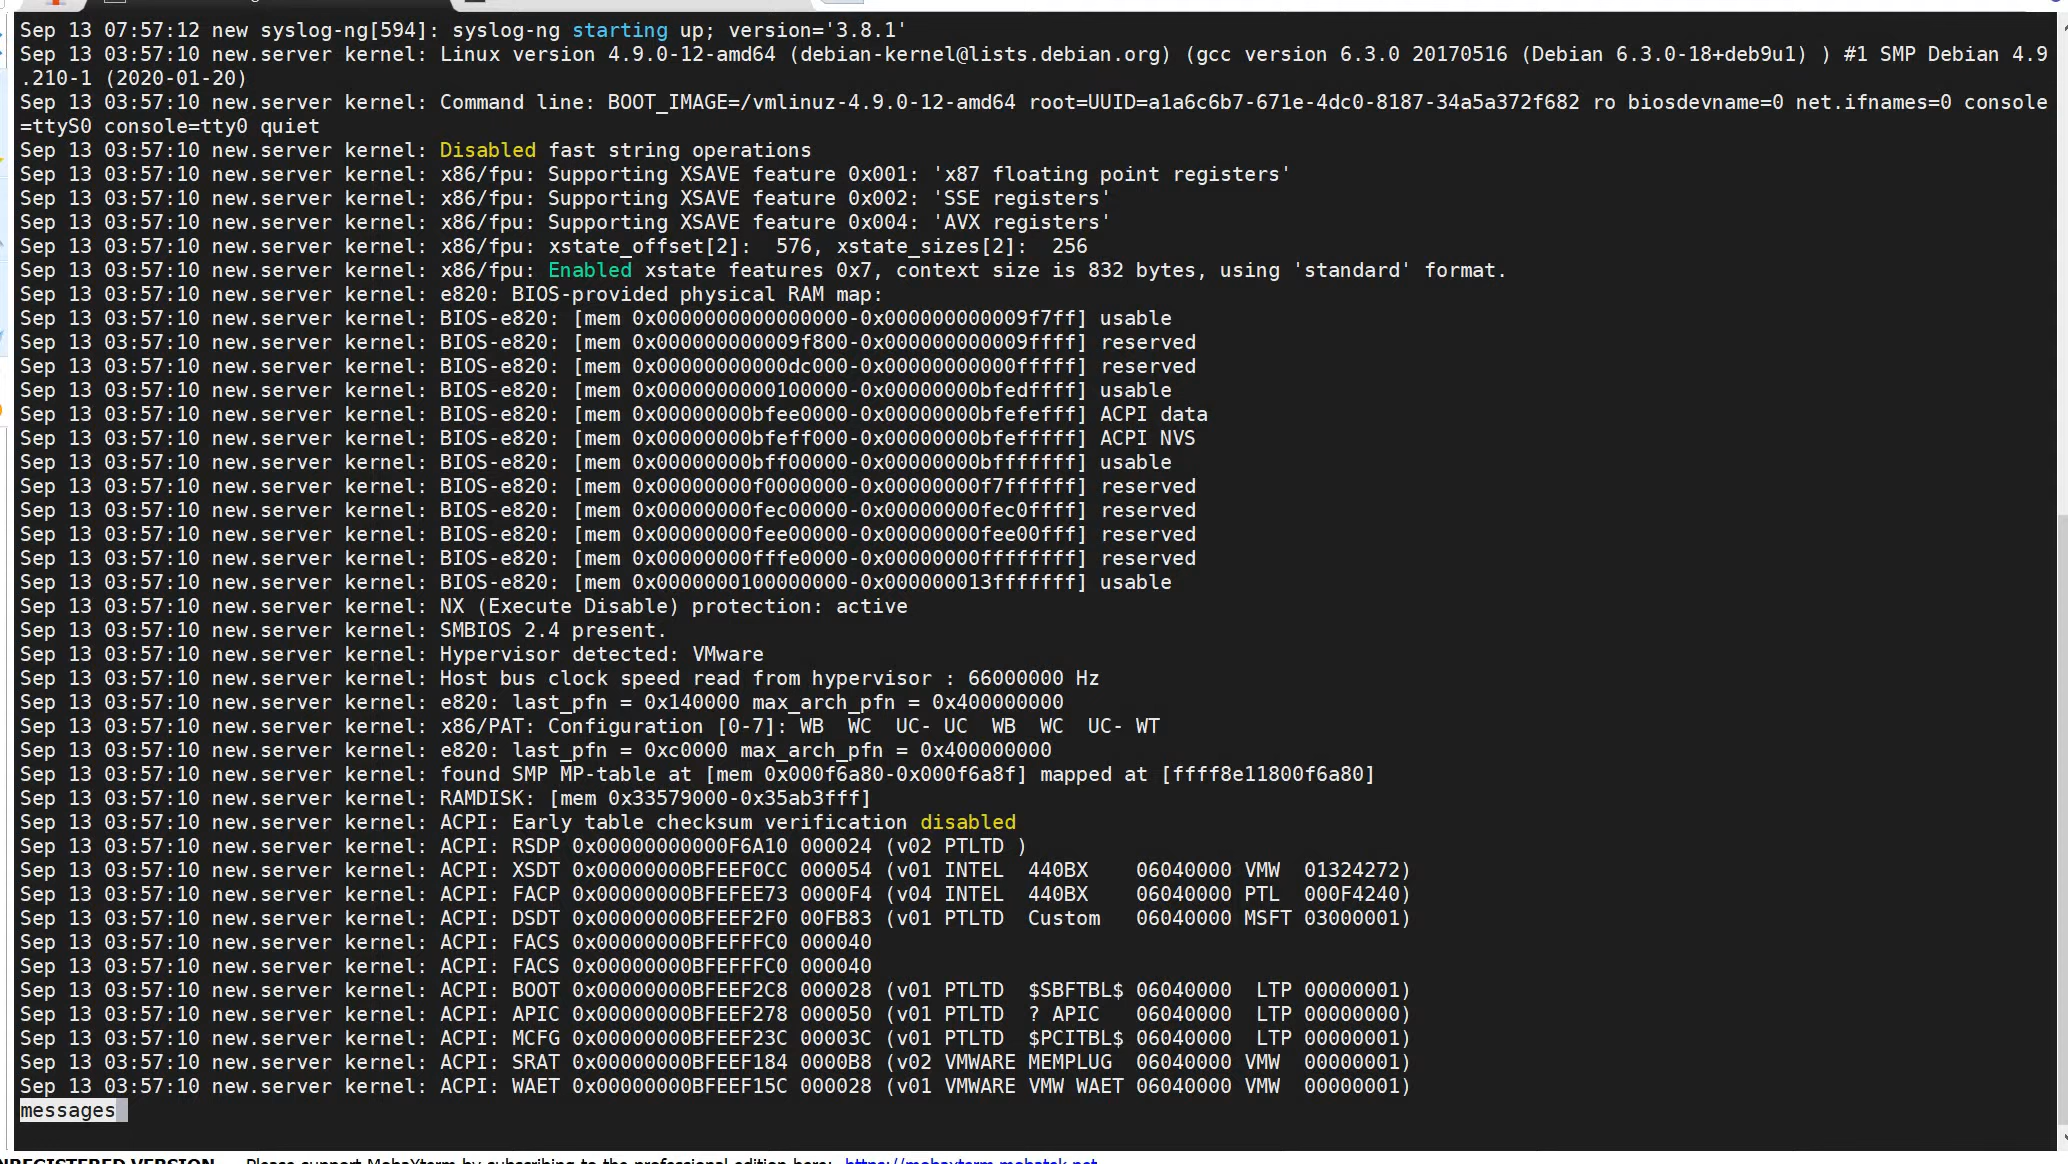 Sep 13 07:57:12 new syslog-ng[594]: syslog-ng starting up; version='3.8.1'
Sep 13 03:57:10 new.server kernel: Linux version 4.9.0-12-amd64 (debian-kernel@lists.debian.org) (gcc version 6.3.0 20170516 (Debian 6.3.0-18+deb9u1) ) #1 SMP Debian 4.9
.210-1 (2020-01-20)
Sep 13 03:57:10 new.server kernel: Command line: BOOT_IMAGE=/vmlinuz-4.9.0-12-amd64 root=UUID=a1a6c6b7-671e-4dc0-8187-34a5a372f682 ro biosdevname=0 net.ifnames=0 console
=ttyS0 console=tty0 quiet
Sep 13 03:57:10 new.server kernel: Disabled fast string operations
Sep 13 03:57:10 new.server kernel: x86/fpu: Supporting XSAVE feature 0x001: 'x87 floating point registers'
Sep 13 03:57:10 new.server kernel: x86/fpu: Supporting XSAVE feature 0x002: 'SSE registers'
Sep 13 03:57:10 new.server kernel: x86/fpu: Supporting XSAVE feature 0x004: 'AVX registers'
Sep 13 03:57:10 new.server kernel: x86/fpu: xstate_offset[2]:  576, xstate_sizes[2]:  256
Sep 13 03:57:10 new.server kernel: x86/fpu: Enabled xstate features 0x7, context size is 832 bytes, using 'standard' format.
Sep 13 03:57:10 new.server kernel: e820: BIOS-provided physical RAM map:
Sep 13 03:57:10 new.server kernel: BIOS-e820: [mem 0x0000000000000000-0x000000000009f7ff] usable
Sep 13 03:57:10 new.server kernel: BIOS-e820: [mem 0x000000000009f800-0x000000000009ffff] reserved
Sep 13 03:57:10 new.server kernel: BIOS-e820: [mem 0x00000000000dc000-0x00000000000fffff] reserved
Sep 13 03:57:10 new.server kernel: BIOS-e820: [mem 0x0000000000100000-0x00000000bfedffff] usable
Sep 13 03:57:10 new.server kernel: BIOS-e820: [mem 0x00000000bfee0000-0x00000000bfefefff] ACPI data
Sep 13 03:57:10 new.server kernel: BIOS-e820: [mem 0x00000000bfeff000-0x00000000bfefffff] ACPI NVS
Sep 13 03:57:10 new.server kernel: BIOS-e820: [mem 0x00000000bff00000-0x00000000bfffffff] usable
Sep 13 03:57:10 new.server kernel: BIOS-e820: [mem 0x00000000f0000000-0x00000000f7ffffff] reserved
Sep 13 03:57:10 new.server kernel: BIOS-e820: [mem 0x00000000fec00000-0x00000000fec0ffff] reserved
Sep 13 03:57:10 new.server kernel: BIOS-e820: [mem 0x00000000fee00000-0x00000000fee00fff] reserved
Sep 13 03:57:10 new.server kernel: BIOS-e820: [mem 0x00000000fffe0000-0x00000000ffffffff] reserved
Sep 13 03:57:10 new.server kernel: BIOS-e820: [mem 0x0000000100000000-0x000000013fffffff] usable
Sep 13 03:57:10 new.server kernel: NX (Execute Disable) protection: active
Sep 13 03:57:10 new.server kernel: SMBIOS 2.4 present.
Sep 13 03:57:10 new.server kernel: Hypervisor detected: VMware
Sep 13 03:57:10 new.server kernel: Host bus clock speed read from hypervisor : 66000000 Hz
Sep 13 03:57:10 new.server kernel: e820: last_pfn = 0x140000 max_arch_pfn = 0x400000000
Sep 13 03:57:10 new.server kernel: x86/PAT: Configuration [0-7]: WB  WC  UC- UC  WB  WC  UC- WT
Sep 13 03:57:10 new.server kernel: e820: last_pfn = 0xc0000 max_arch_pfn = 0x400000000
Sep 13 03:57:10 new.server kernel: found SMP MP-table at [mem 0x000f6a80-0x000f6a8f] mapped at [ffff8e11800f6a80]
Sep 13 03:57:10 new.server kernel: RAMDISK: [mem 0x33579000-0x35ab3fff]
Sep 13 03:57:10 new.server kernel: ACPI: Early table checksum verification disabled
Sep 13 03:57:10 new.server kernel: ACPI: RSDP 0x00000000000F6A10 000024 (v02 PTLTD )
Sep 13 03:57:10 new.server kernel: ACPI: XSDT 0x00000000BFEEF0CC 000054 (v01 INTEL  440BX    06040000 VMW  01324272)
Sep 13 03:57:10 new.server kernel: ACPI: FACP 0x00000000BFEFEE73 0000F4 (v04 INTEL  440BX    06040000 PTL  000F4240)
Sep 13 03:57:10 new.server kernel: ACPI: DSDT 0x00000000BFEEF2F0 00FB83 (v01 PTLTD  Custom   06040000 MSFT 03000001)
Sep 13 03:57:10 new.server kernel: ACPI: FACS 0x00000000BFEFFFC0 000040
Sep 13 03:57:10 new.server kernel: ACPI: FACS 0x00000000BFEFFFC0 000040
Sep 13 03:57:10 new.server kernel: ACPI: BOOT 0x00000000BFEEF2C8 000028 (v01 PTLTD  $SBFTBL$ 06040000  LTP 00000001)
Sep 13 03:57:10 new.server kernel: ACPI: APIC 0x00000000BFEEF278 000050 (v01 PTLTD  ? APIC   06040000  LTP 00000000)
Sep 13 03:57:10 new.server kernel: ACPI: MCFG 0x00000000BFEEF23C 00003C (v01 PTLTD  $PCITBL$ 06040000  LTP 00000001)
Sep 13 03:57:10 new.server kernel: ACPI: SRAT 0x00000000BFEEF184 0000B8 (v02 VMWARE MEMPLUG  06040000 VMW  00000001)
Sep 13 03:57:10 new.server kernel: ACPI: WAET 0x00000000BFEEF15C 000028 (v01 VMWARE VMW WAET 06040000 VMW  00000001)
messages
NREGISTERED VERSION - Please support MobaXterm by subscribing to the professional edition here: https://mobaxterm.mobatek.net